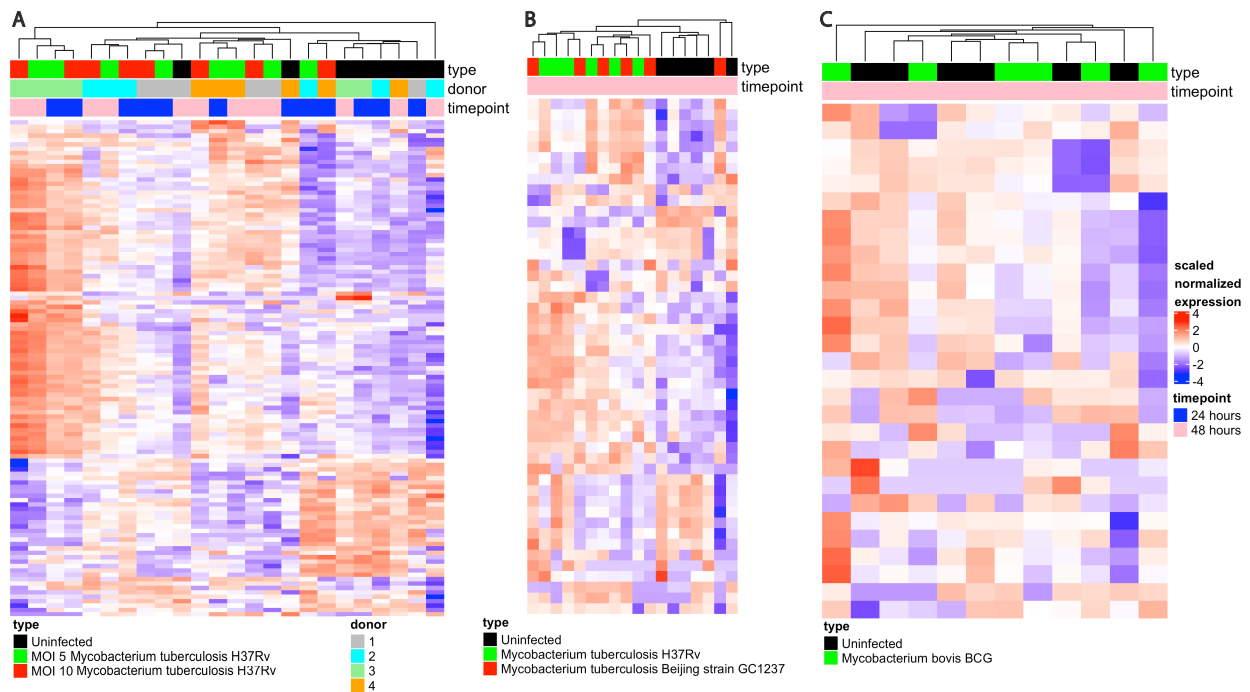 A
B
C
type
donor
timepoint
type
timepoint
type
timepoint
scaled
normalized
expression
4
2
0
-2
-4
timepoint
24 hours
48 hours
type
Uninfected
MOI 5 Mycobacterium tuberculosis H37Rv
MOI 10 Mycobacterium tuberculosis H37Rv
donor
1
2
3
4
type
Uninfected
Mycobacterium tuberculosis H37Rv
Mycobacterium tuberculosis Beijing strain GC1237
type
Uninfected
Mycobacterium bovis BCG